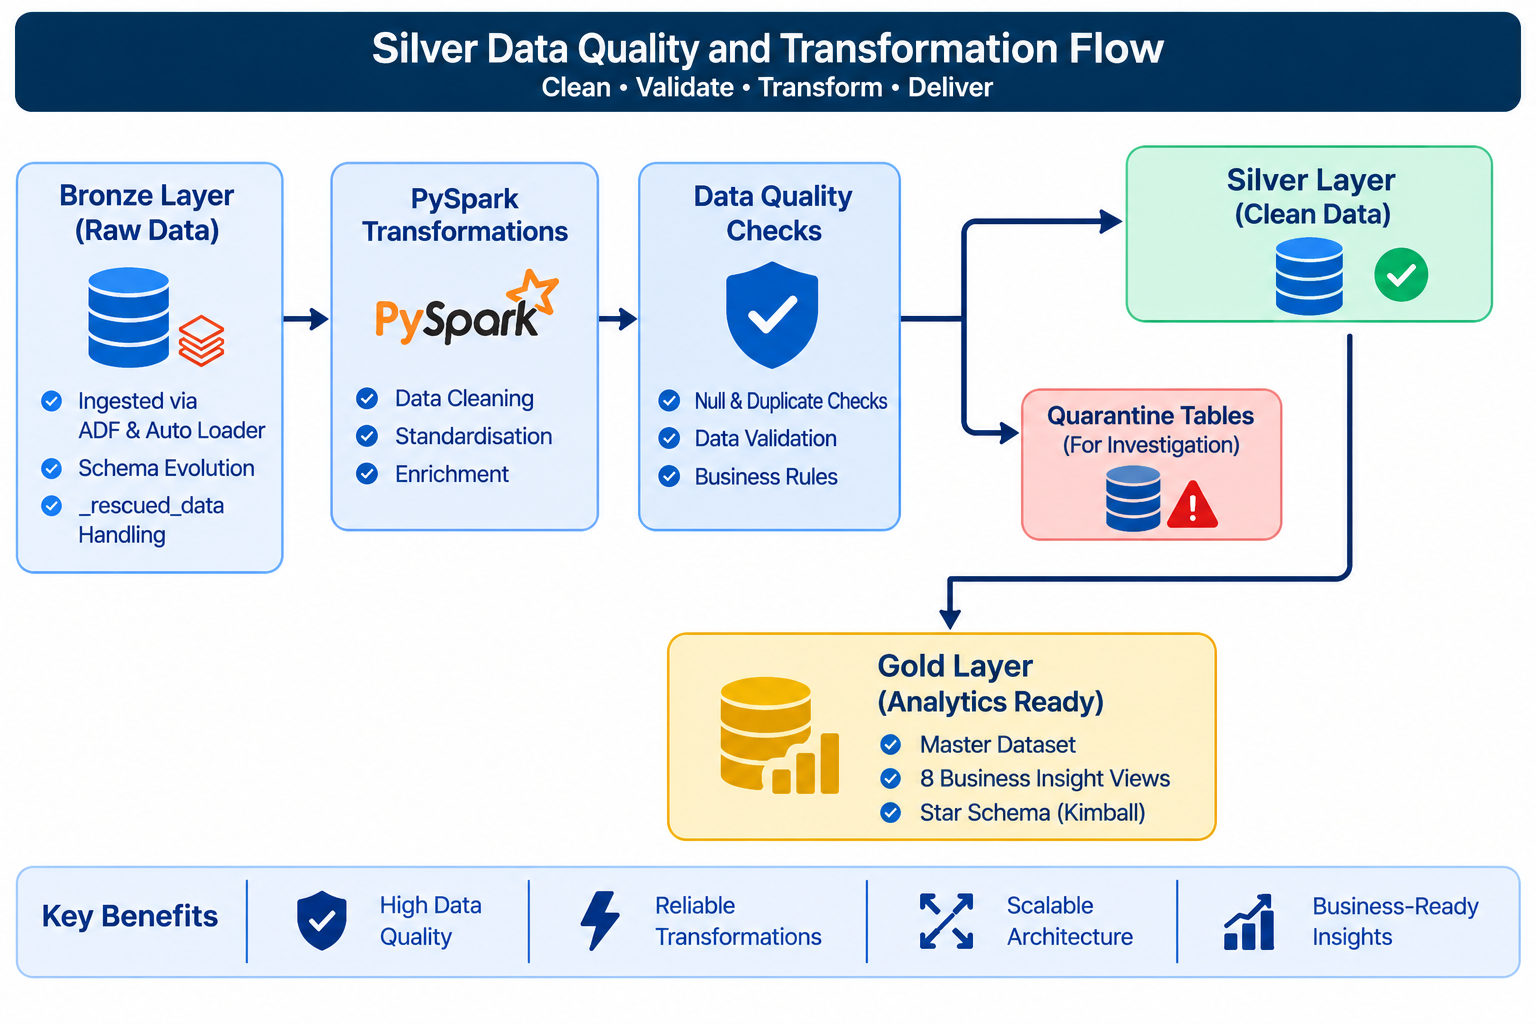 Silver Data Quality and Transformation Flow
Clean • Validate • Transform • Deliver
Bronze Layer
(Raw Data)
Ingested via
ADF & Auto Loader
Schema Evolution
_rescued_data
Handling
PySpark
Transformations
PySpark
Data Cleaning
Standardisation
Enrichment
Data Quality
Checks
Null & Duplicate Checks
Data Validation
Business Rules
Silver Layer
(Clean Data)
Quarantine Tables
(For Investigation)
Gold Layer
(Analytics Ready)
Master Dataset
8 Business Insight Views
Star Schema (Kimball)
Key Benefits
High Data
Quality
Reliable
Transformations
Scalable
Architecture
Business-Ready
Insights